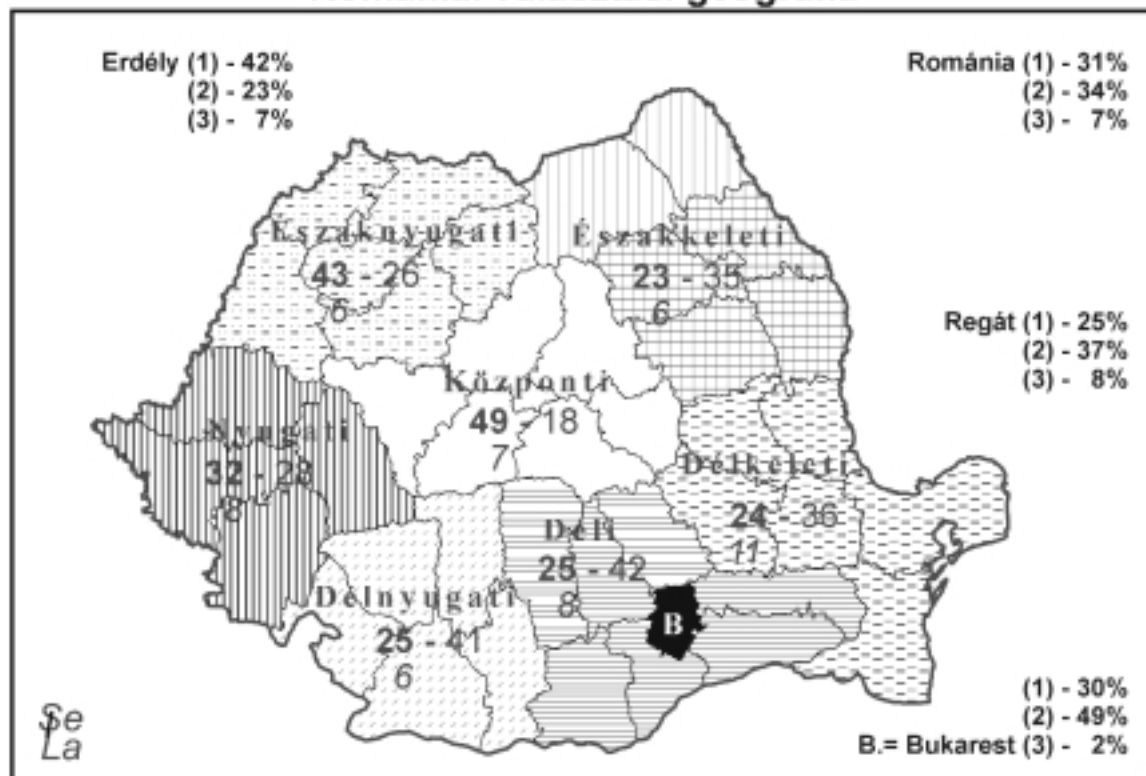 Erdély (1) - 42%
(2) - 23%
(3) - 7%
Románia (1) - 31%
(2) - 34%
(3) - 7%
Északnyugati
43 - 26
6
Északkeleti
23 - 35
6
Regát (1) - 25%
(2) - 37%
(3) - 8%
Központi
49 - 18
7
Nyugati
32 - 28
8
Délkeleti
24 - 36
11
Déli
25 - 42
8
Délnyugati
25 - 41
6
B
(1) - 30%
(2) - 49%
B.= Bukarest (3) - 2%
Se
La